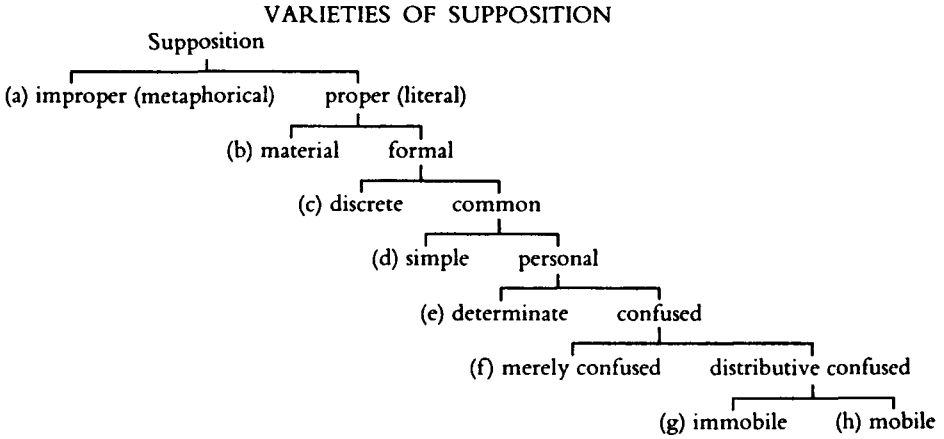 VARIETIES OF SUPPOSITION
Supposition
(a) improper (metaphorical) proper (literal)
(b) material formal
(c) discrete common
(d) simple personal
(e) determinate confused
(f) merely confused distributive confused
(g) immobile (h) mobile